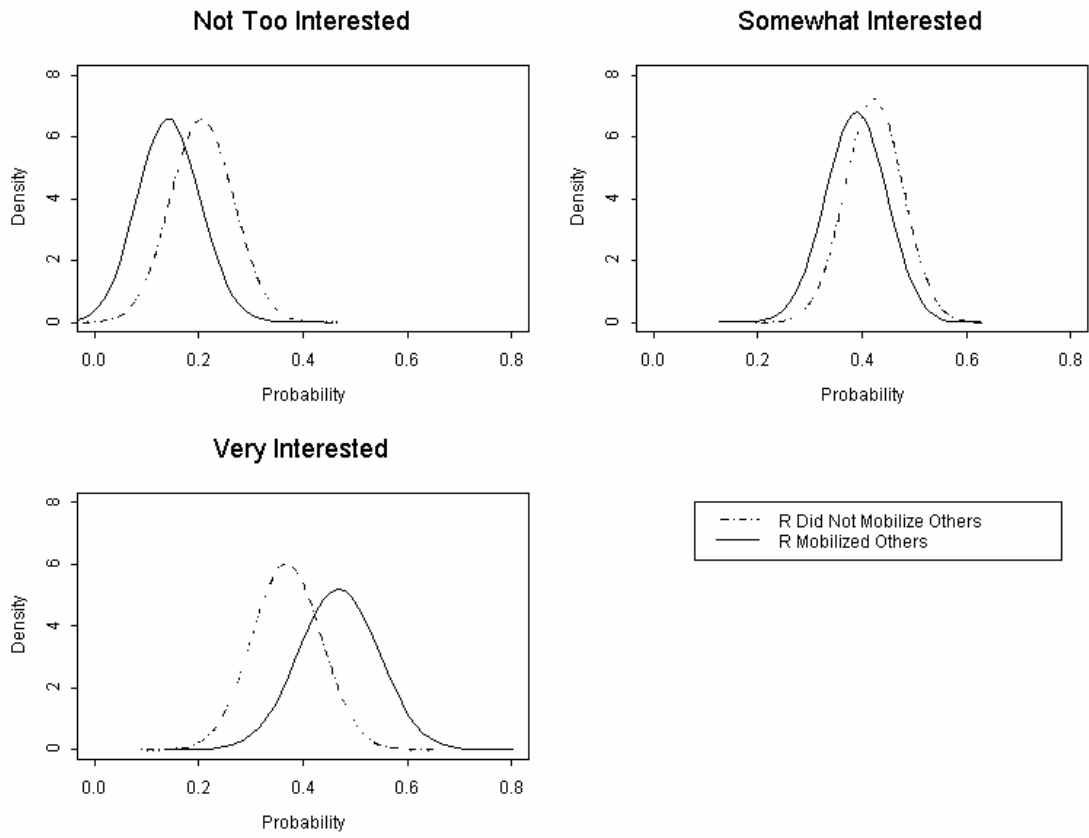 Not Too Interested
Density
8
6
4
2
0
0.0 0.2 0.4 0.6 0.8
Probability
Somewhat Interested
Density
8
6
4
2
0
0.0 0.2 0.4 0.6 0.8
Probability
Very Interested
Density
8
6
4
2
0
0.0 0.2 0.4 0.6 0.8
Probability
R Did Not Mobilize Others
R Mobilized Others